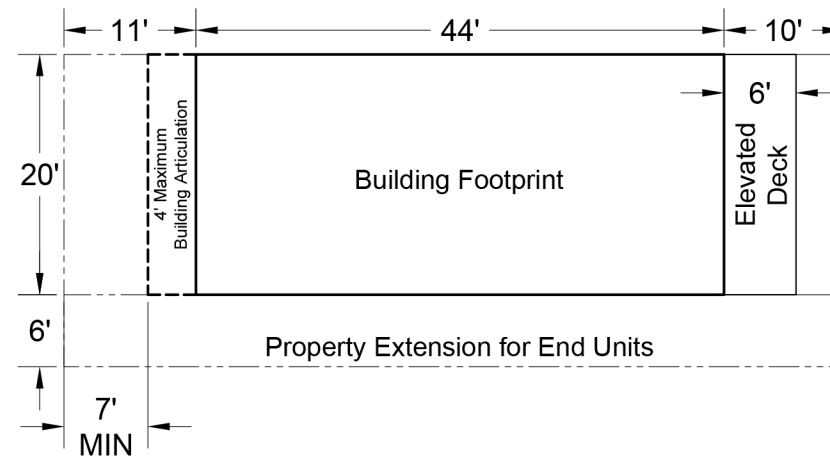 11'
44'
10'
6'
20'
4' Maximum
Building Articulation
Building Footprint
Elevated
Deck
6'
Property Extension for End Units
7'
MIN